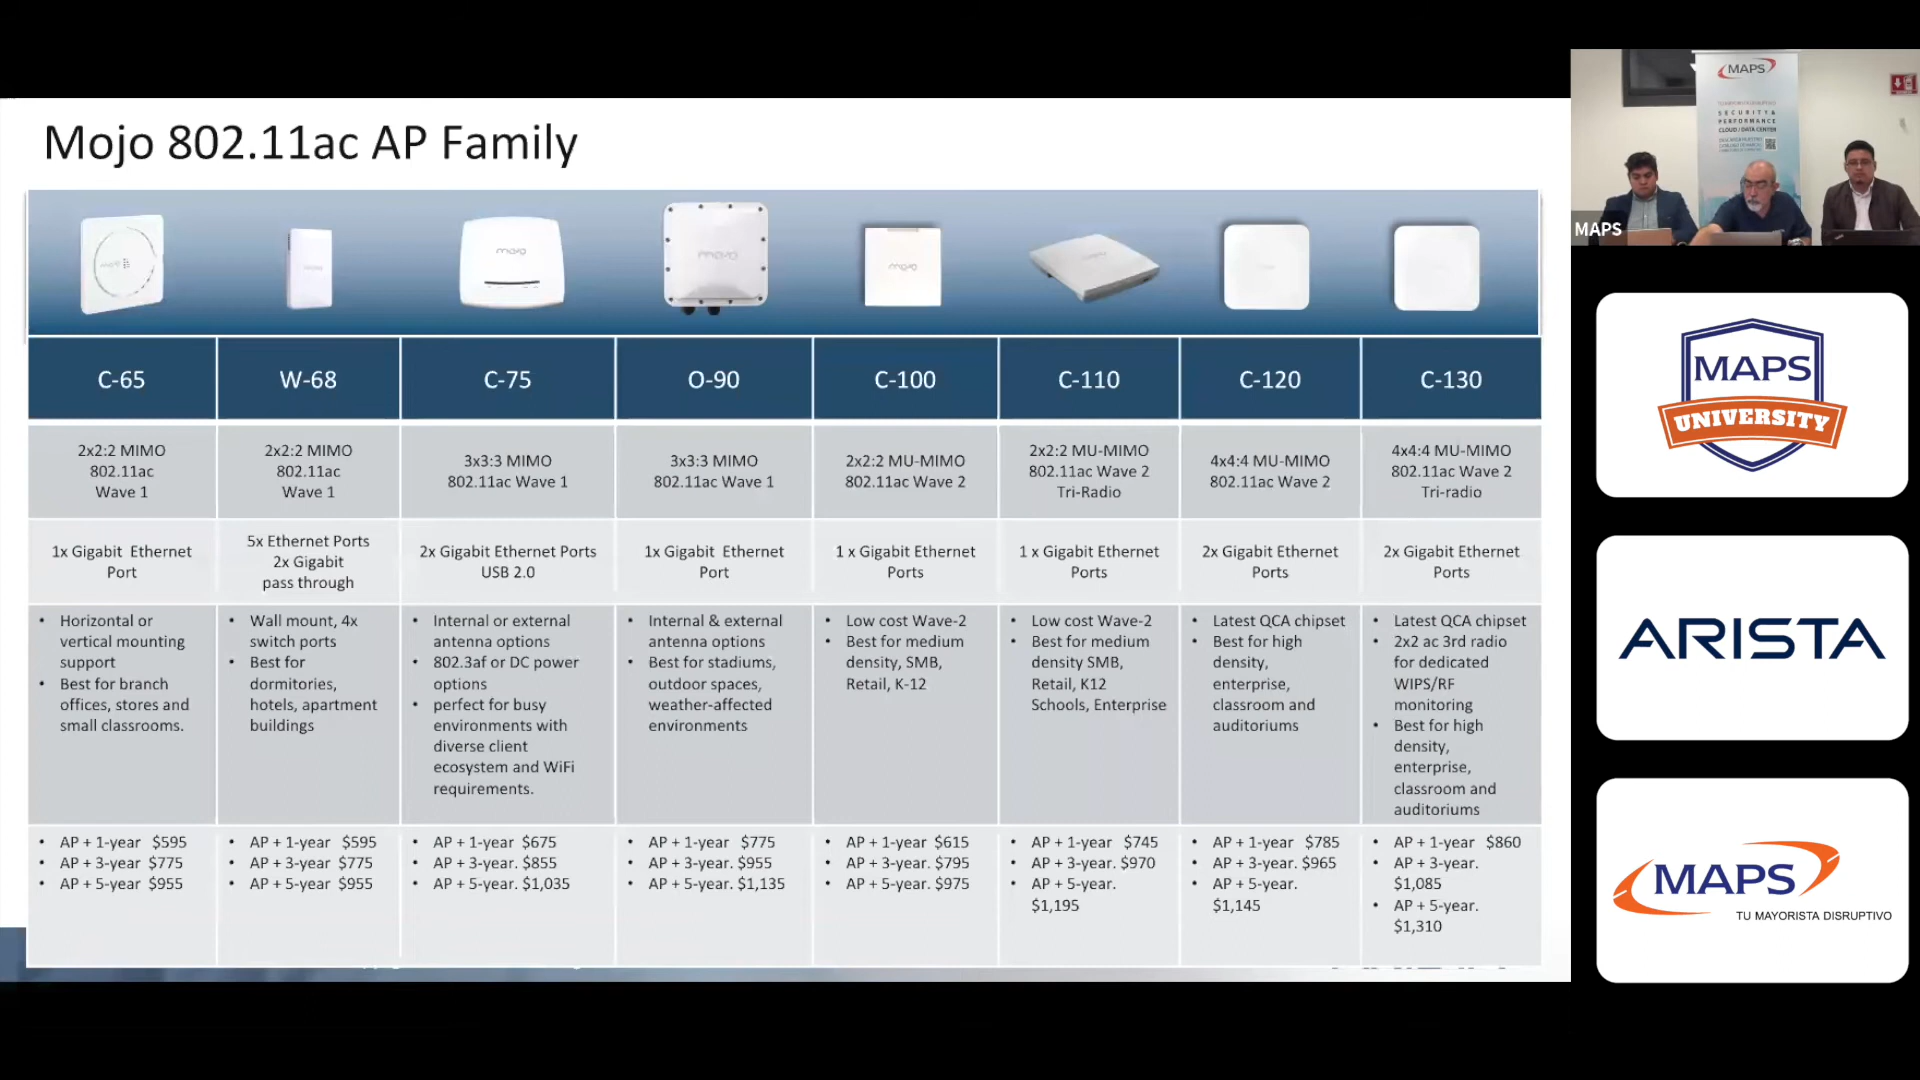 Mojo 802.11ac AP Family
C-65
W-68
C-75
O-90
C-100
C-110
C-120
C-130
2x2:2 MIMO
802.11ac
Wave 1
2x2:2 MIMO
802.11ac
Wave 1
3x3:3 MIMO
802.11ac Wave 1
3x3:3 MIMO
802.11ac Wave 1
2x2:2 MU-MIMO
802.11ac Wave 2
2x2:2 MU-MIMO
802.11ac Wave 2
Tri-Radio
4x4:4 MU-MIMO
802.11ac Wave 2
4x4:4 MU-MIMO
802.11ac Wave 2
Tri-radio
1x Gigabit Ethernet
Port
5x Ethernet Ports
2x Gigabit
pass through
2x Gigabit Ethernet Ports
USB 2.0
1x Gigabit Ethernet
Port
1 x Gigabit Ethernet
Ports
1 x Gigabit Ethernet
Ports
2x Gigabit Ethernet
Ports
2x Gigabit Ethernet
Ports
• Horizontal or
vertical mounting
support
• Best for branch
offices, stores and
small classrooms.
• Wall mount, 4x
switch ports
• Best for
dormitories,
hotels, apartment
buildings
• Internal or external
antenna options
• 802.3af or DC power
options
• perfect for busy
environments with
diverse client
ecosystem and WiFi
requirements.
• Internal & external
antenna options
• Best for stadiums,
outdoor spaces,
weather-affected
environments
• Low cost Wave-2
• Best for medium
density, SMB,
Retail, K-12
• Low cost Wave-2
• Best for medium
density SMB,
Retail, K12
Schools, Enterprise
• Latest QCA chipset
• Best for high
density,
enterprise,
classroom and
auditoriums
• Latest QCA chipset
• 2x2 ac 3rd radio
for dedicated
WIPS/RF
monitoring
• Best for high
density,
enterprise,
classroom and
auditoriums
• AP + 1-year $595
• AP + 3-year $775
• AP + 5-year $955
• AP + 1-year $595
• AP + 3-year $775
• AP + 5-year $955
• AP + 1-year $675
• AP + 3-year. $855
• AP + 5-year. $1,035
• AP + 1-year $775
• AP + 3-year. $955
• AP + 5-year. $1,135
• AP + 1-year $615
• AP + 3-year. $795
• AP + 5-year. $975
• AP + 1-year $745
• AP + 3-year. $970
• AP + 5-year.
$1,195
• AP + 1-year $785
• AP + 3-year. $965
• AP + 5-year.
$1,145
• AP + 1-year $860
• AP + 3-year.
$1,085
• AP + 5-year.
$1,310
MAPS
SECURITY &
PERFORMANCE
CLOUD / DATA CENTER
MAPS
MAPS
UNIVERSITY
ARISTA
MAPS
TU MAYORISTA DISRUPTIVO